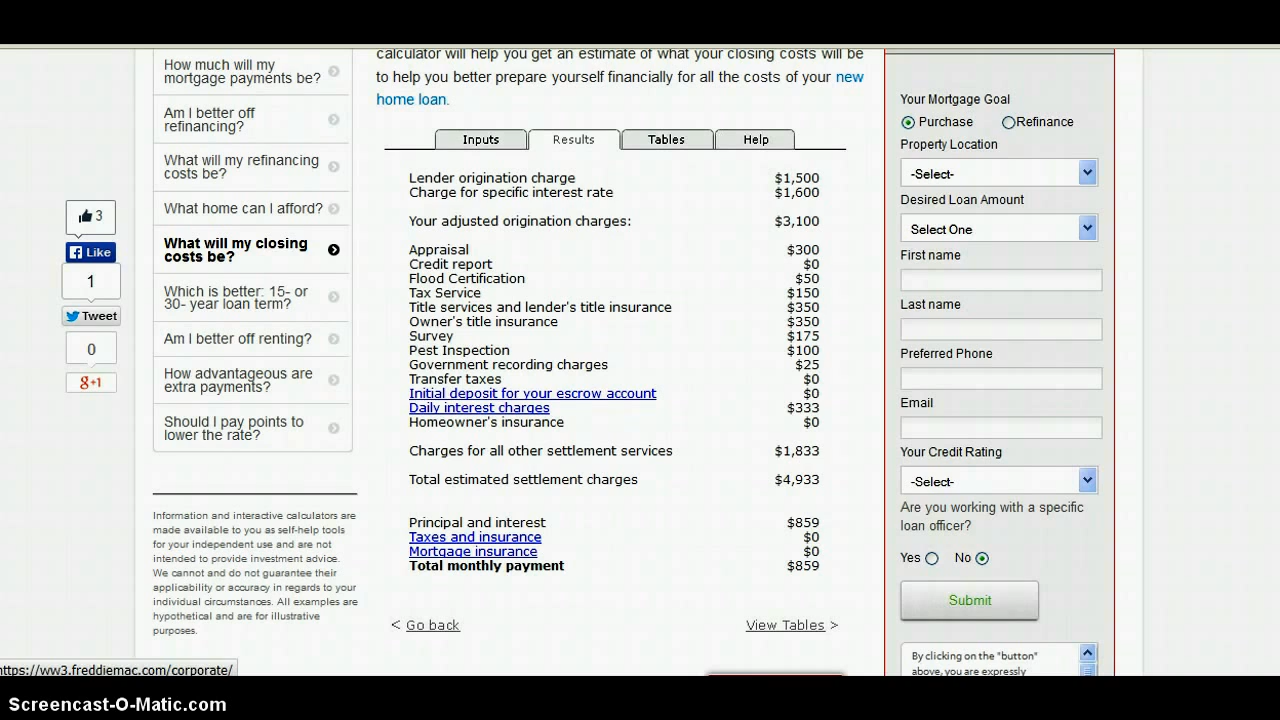 calculator will help you get an estimate of what your closing costs will be
to help you better prepare yourself financially for all the costs of your new
home loan.
How much will my
mortgage payments be?
Am I better off
refinancing?
What will my refinancing
costs be?
What home can I afford?
What will my closing
costs be?
Which is better: 15- or
30- year loan term?
Am I better off renting?
How advantageous are
extra payments?
Should I pay points to
lower the rate?
3
Like
1
Tweet
0
g+1
Information and interactive calculators are
made available to you as self-help tools
for your independent use and are not
intended to provide investment advice.
We cannot and do not guarantee their
applicability or accuracy in regards to your
individual circumstances. All examples are
hypothetical and are for illustrative
purposes.
Inputs Results Tables Help
Lender origination charge $1,500
Charge for specific interest rate $1,600
Your adjusted origination charges: $3,100
Appraisal $300
Credit report $0
Flood Certification $50
Tax Service $150
Title services and lender's title insurance $350
Owner's title insurance $350
Survey $175
Pest Inspection $100
Government recording charges $25
Transfer taxes $0
Initial deposit for your escrow account $0
Daily interest charges $333
Homeowner's insurance $0
Charges for all other settlement services $1,833
Total estimated settlement charges $4,933
Principal and interest $859
Taxes and insurance $0
Mortgage insurance $0
Total monthly payment $859
< Go back View Tables >
Your Mortgage Goal
Purchase Refinance
Property Location
-Select-
Desired Loan Amount
Select One
First name
Last name
Preferred Phone
Email
Your Credit Rating
-Select-
Are you working with a specific
loan officer?
Yes No
Submit
By clicking on the "button"
above, you are expressly
https://ww3.freddiemac.com/corporate/
Screencast-O-Matic.com